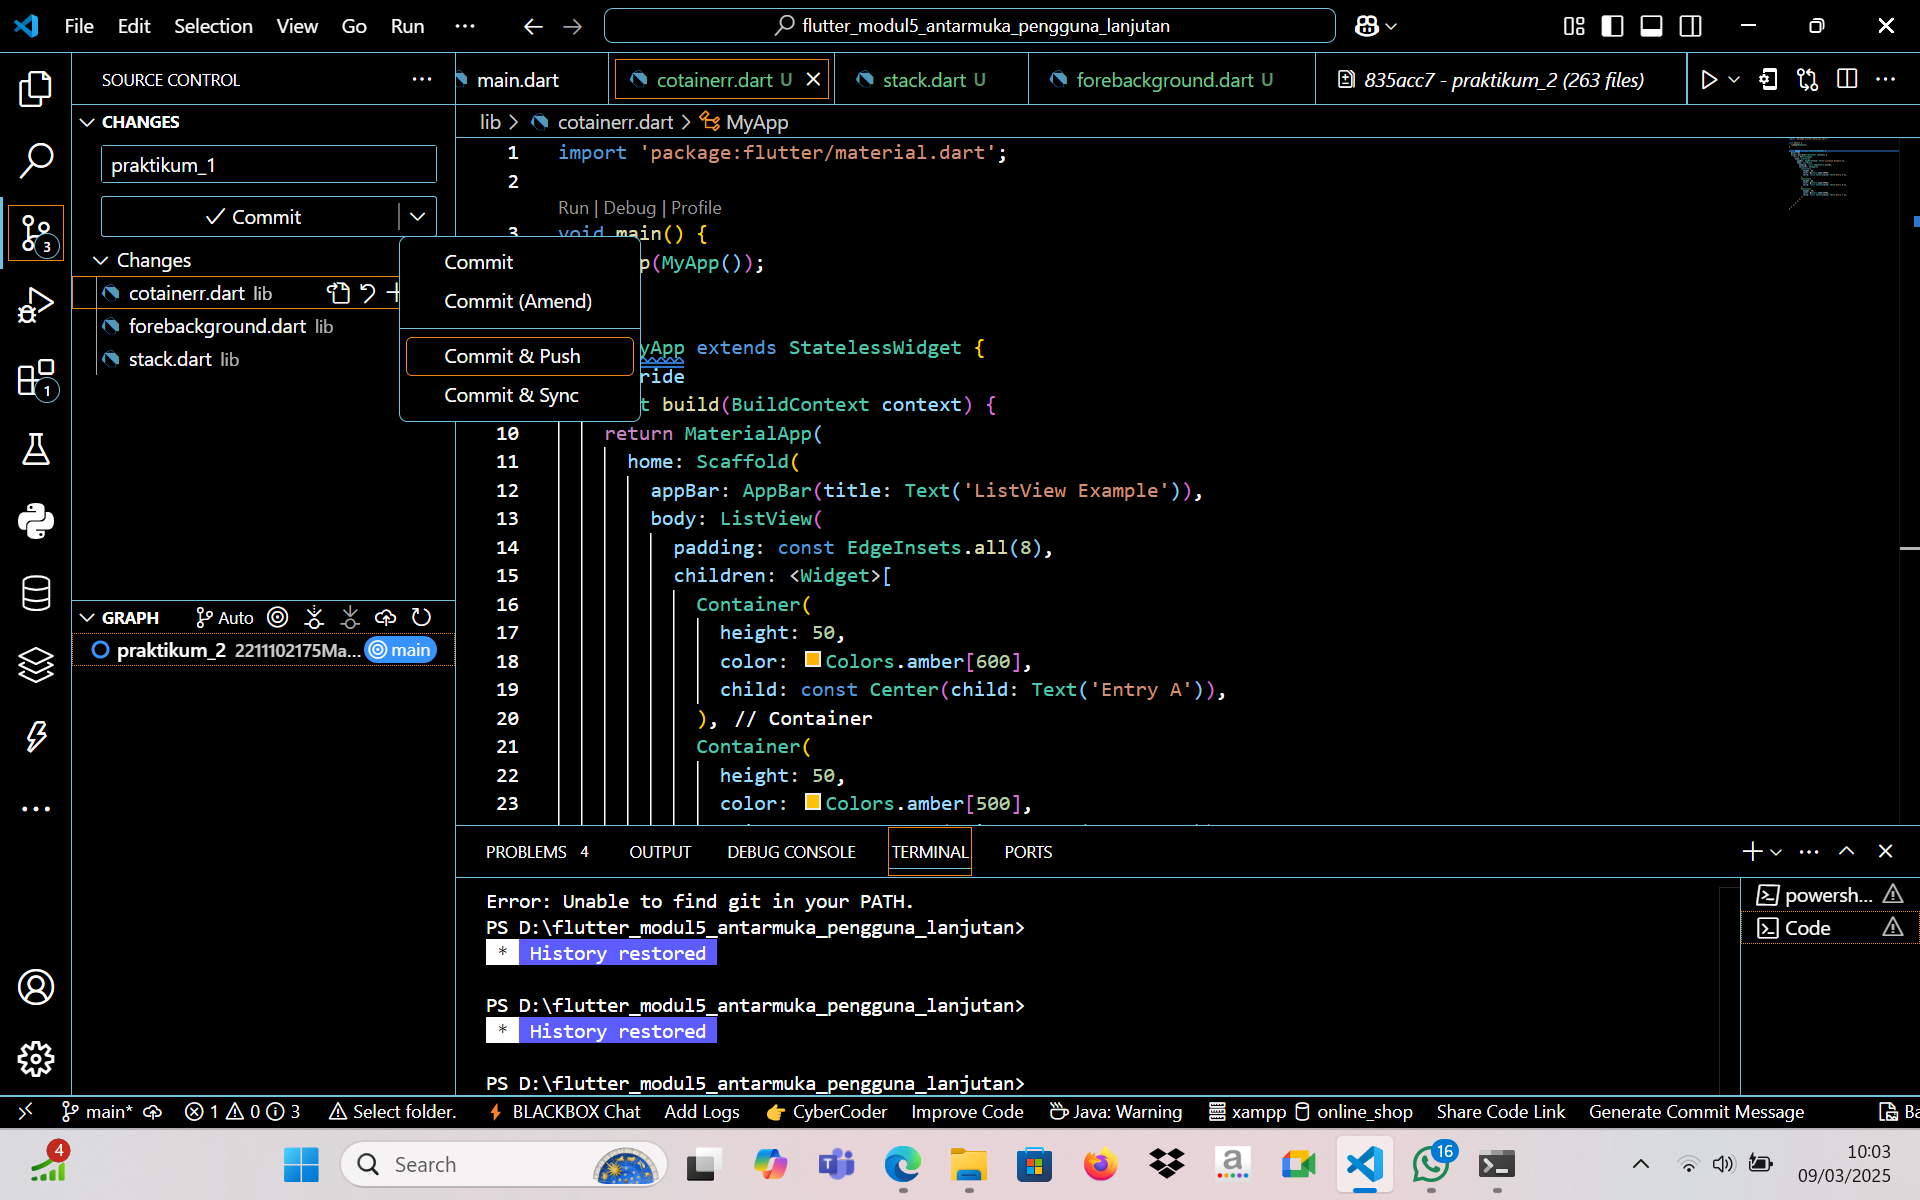 File Edit Selection View Go Run
flutter_modul5_antarmuka_pengguna_lanjutan
SOURCE CONTROL
CHANGES
praktikum_1
Commit
Changes
cotainerr.dart lib
forebackground.dart lib
stack.dart lib
3
1
Commit
Commit (Amend)
Commit & Push
Commit & Sync
GRAPH Auto
praktikum_2 2211102175Ma... main
main.dart
cotainerr.dart U
stack.dart U
forebackground.dart U
835acc7 - praktikum_2 (263 files)
lib > cotainerr.dart > MyApp
1 import 'package:flutter/material.dart';
2
Run | Debug | Profile
3 void main() {
p(MyApp());
yApp extends StatelessWidget {
ride
t build(BuildContext context) {
10 return MaterialApp(
11 home: Scaffold(
12 appBar: AppBar(title: Text('ListView Example')),
13 body: ListView(
14 padding: const EdgeInsets.all(8),
15 children: <Widget>[
16 Container(
17 height: 50,
18 color: Colors.amber[600],
19 child: const Center(child: Text('Entry A')),
20 ), // Container
21 Container(
22 height: 50,
23 color: Colors.amber[500],
PROBLEMS 4 OUTPUT DEBUG CONSOLE TERMINAL PORTS
Error: Unable to find git in your PATH.
PS D:\flutter_modul5_antarmuka_pengguna_lanjutan>
* History restored
PS D:\flutter_modul5_antarmuka_pengguna_lanjutan>
* History restored
PS D:\flutter_modul5_antarmuka_pengguna_lanjutan>
powersh...
Code
main* 1 0 3 Select folder. BLACKBOX Chat Add Logs CyberCoder Improve Code Java: Warning xampp online_shop Share Code Link Generate Commit Message Ba
4
Search
16
10:03
09/03/2025